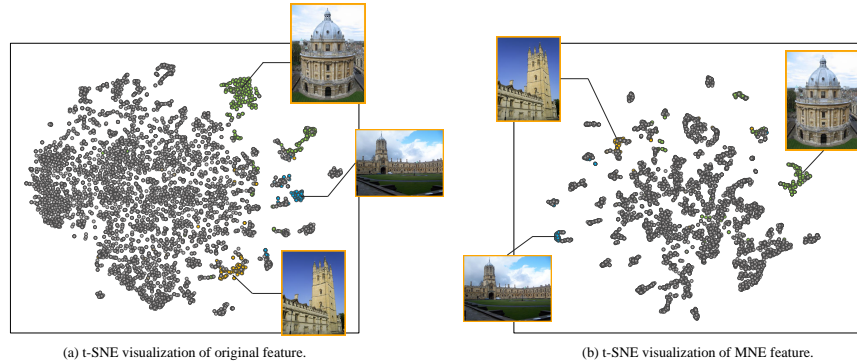 (a) t-SNE visualization of original feature.
(b) t-SNE visualization of MNE feature.